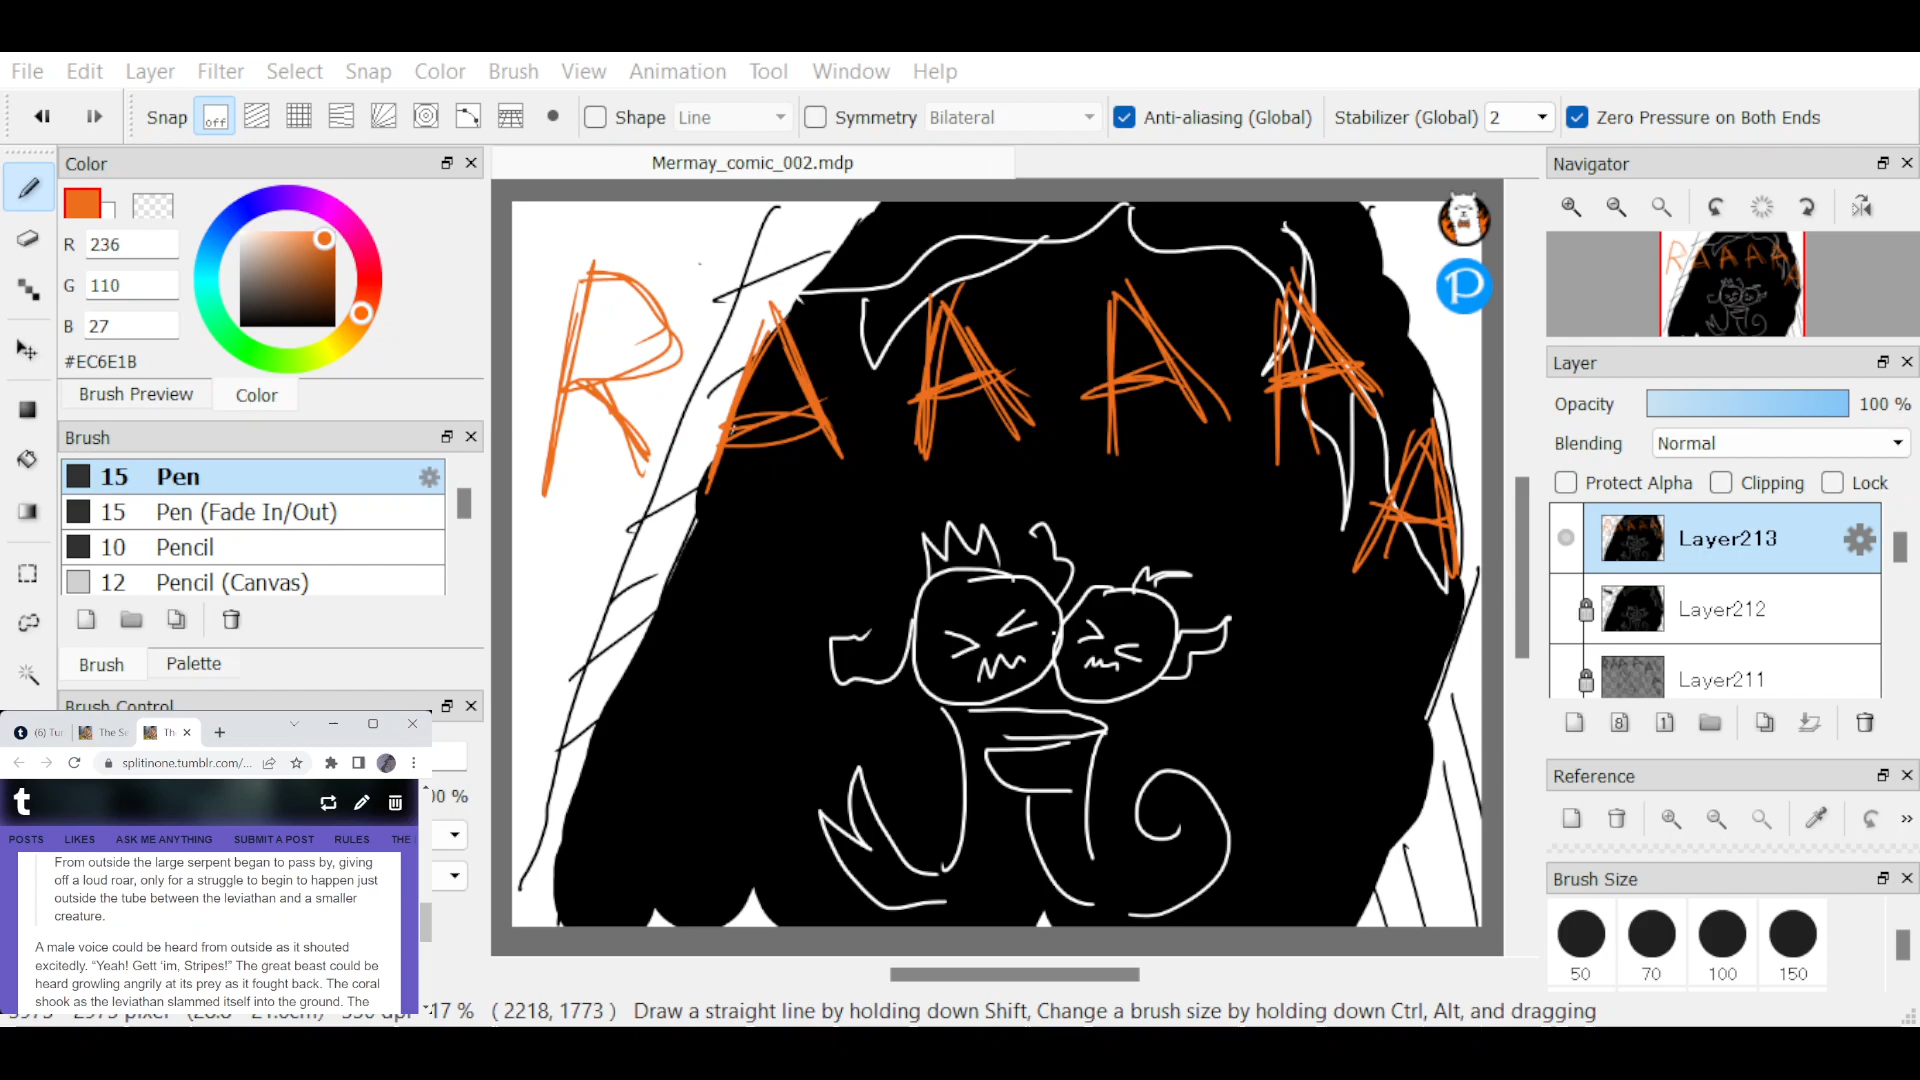 File Edit Layer Filter Select Snap Color Brush View Animation Tool Window Help
Snap off Shape Line Symmetry Bilateral Anti-aliasing (Global) Stabilizer (Global) 2 Zero Pressure on Both Ends
Color
R 236
G 110
B 27
#EC6E1B
Brush Preview Color
Brush
15 Pen
15 Pen (Fade In/Out)
10 Pencil
12 Pencil (Canvas)
Brush Palette
Brush Control
(6) Tur The Se The
splitinone.tumblr.com/...
t
POSTS LIKES ASK ME ANYTHING SUBMIT A POST RULES THE
From outside the large serpent began to pass by, giving
off a loud roar, only for a struggle to begin to happen just
outside the tube between the leviathan and a smaller
creature.
A male voice could be heard from outside as it shouted
excitedly. “Yeah! Gett ‘im, Stripes!” The great beast could be
heard growling angrily at its prey as it fought back. The coral
shook as the leviathan slammed itself into the ground. The
Mermay_comic_002.mdp
R A A A A A
P
Navigator
Layer
Opacity 100 %
Blending Normal
Protect Alpha Clipping Lock
Layer213
Layer212
Layer211
8 1
Reference
Brush Size
50 70 100 150
17 % ( 2218, 1773 ) Draw a straight line by holding down Shift, Change a brush size by holding down Ctrl, Alt, and dragging